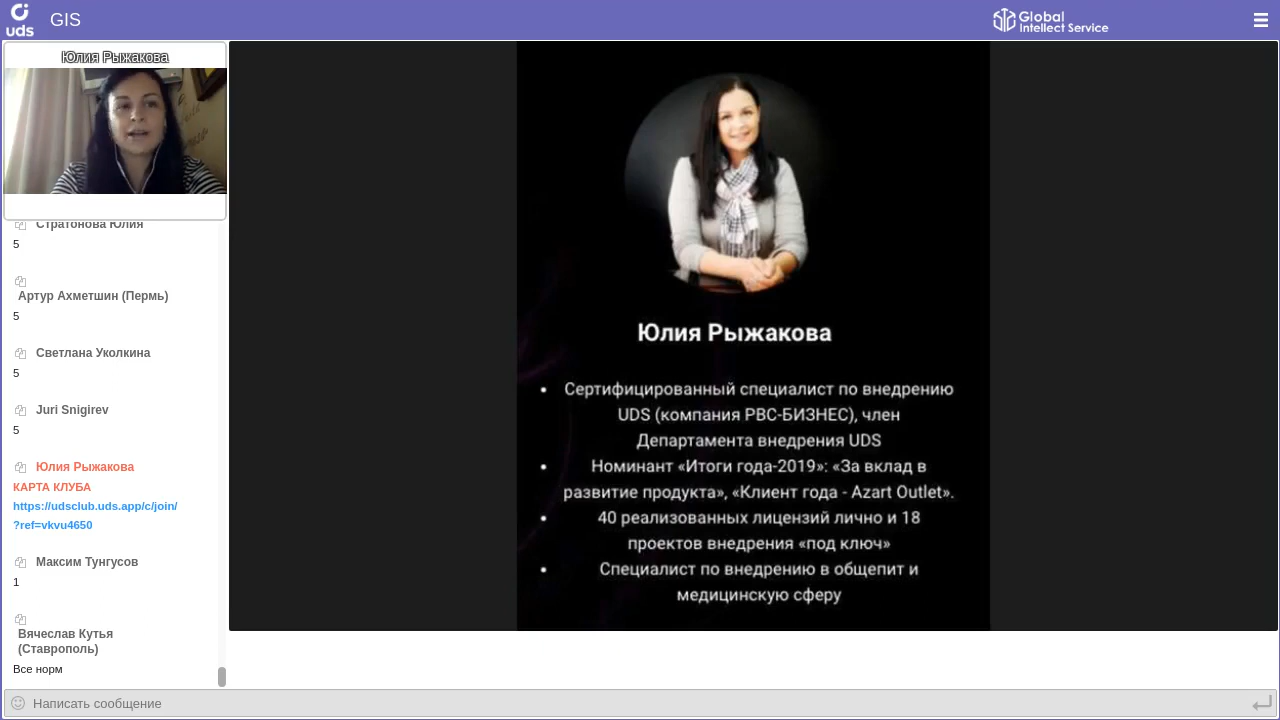 uds
GIS
Global
Intellect Service
Юлия Рыжакова
Стратонова Юлия
5
Артур Ахметшин (Пермь)
5
Светлана Уколкина
5
Juri Snigirev
5
Юлия Рыжакова
КАРТА КЛУБА
https://udsclub.uds.app/c/join/
?ref=vkvu4650
Максим Тунгусов
1
Вячеслав Кутья
(Ставрополь)
Все норм
Юлия Рыжакова
• Сертифицированный специалист по внедрению
UDS (компания РВС-БИЗНЕС), член
Департамента внедрения UDS
• Номинант «Итоги года-2019»: «За вклад в
развитие продукта», «Клиент года - Azart Outlet».
• 40 реализованных лицензий лично и 18
проектов внедрения «под ключ»
• Специалист по внедрению в общепит и
медицинскую сферу
Написать сообщение